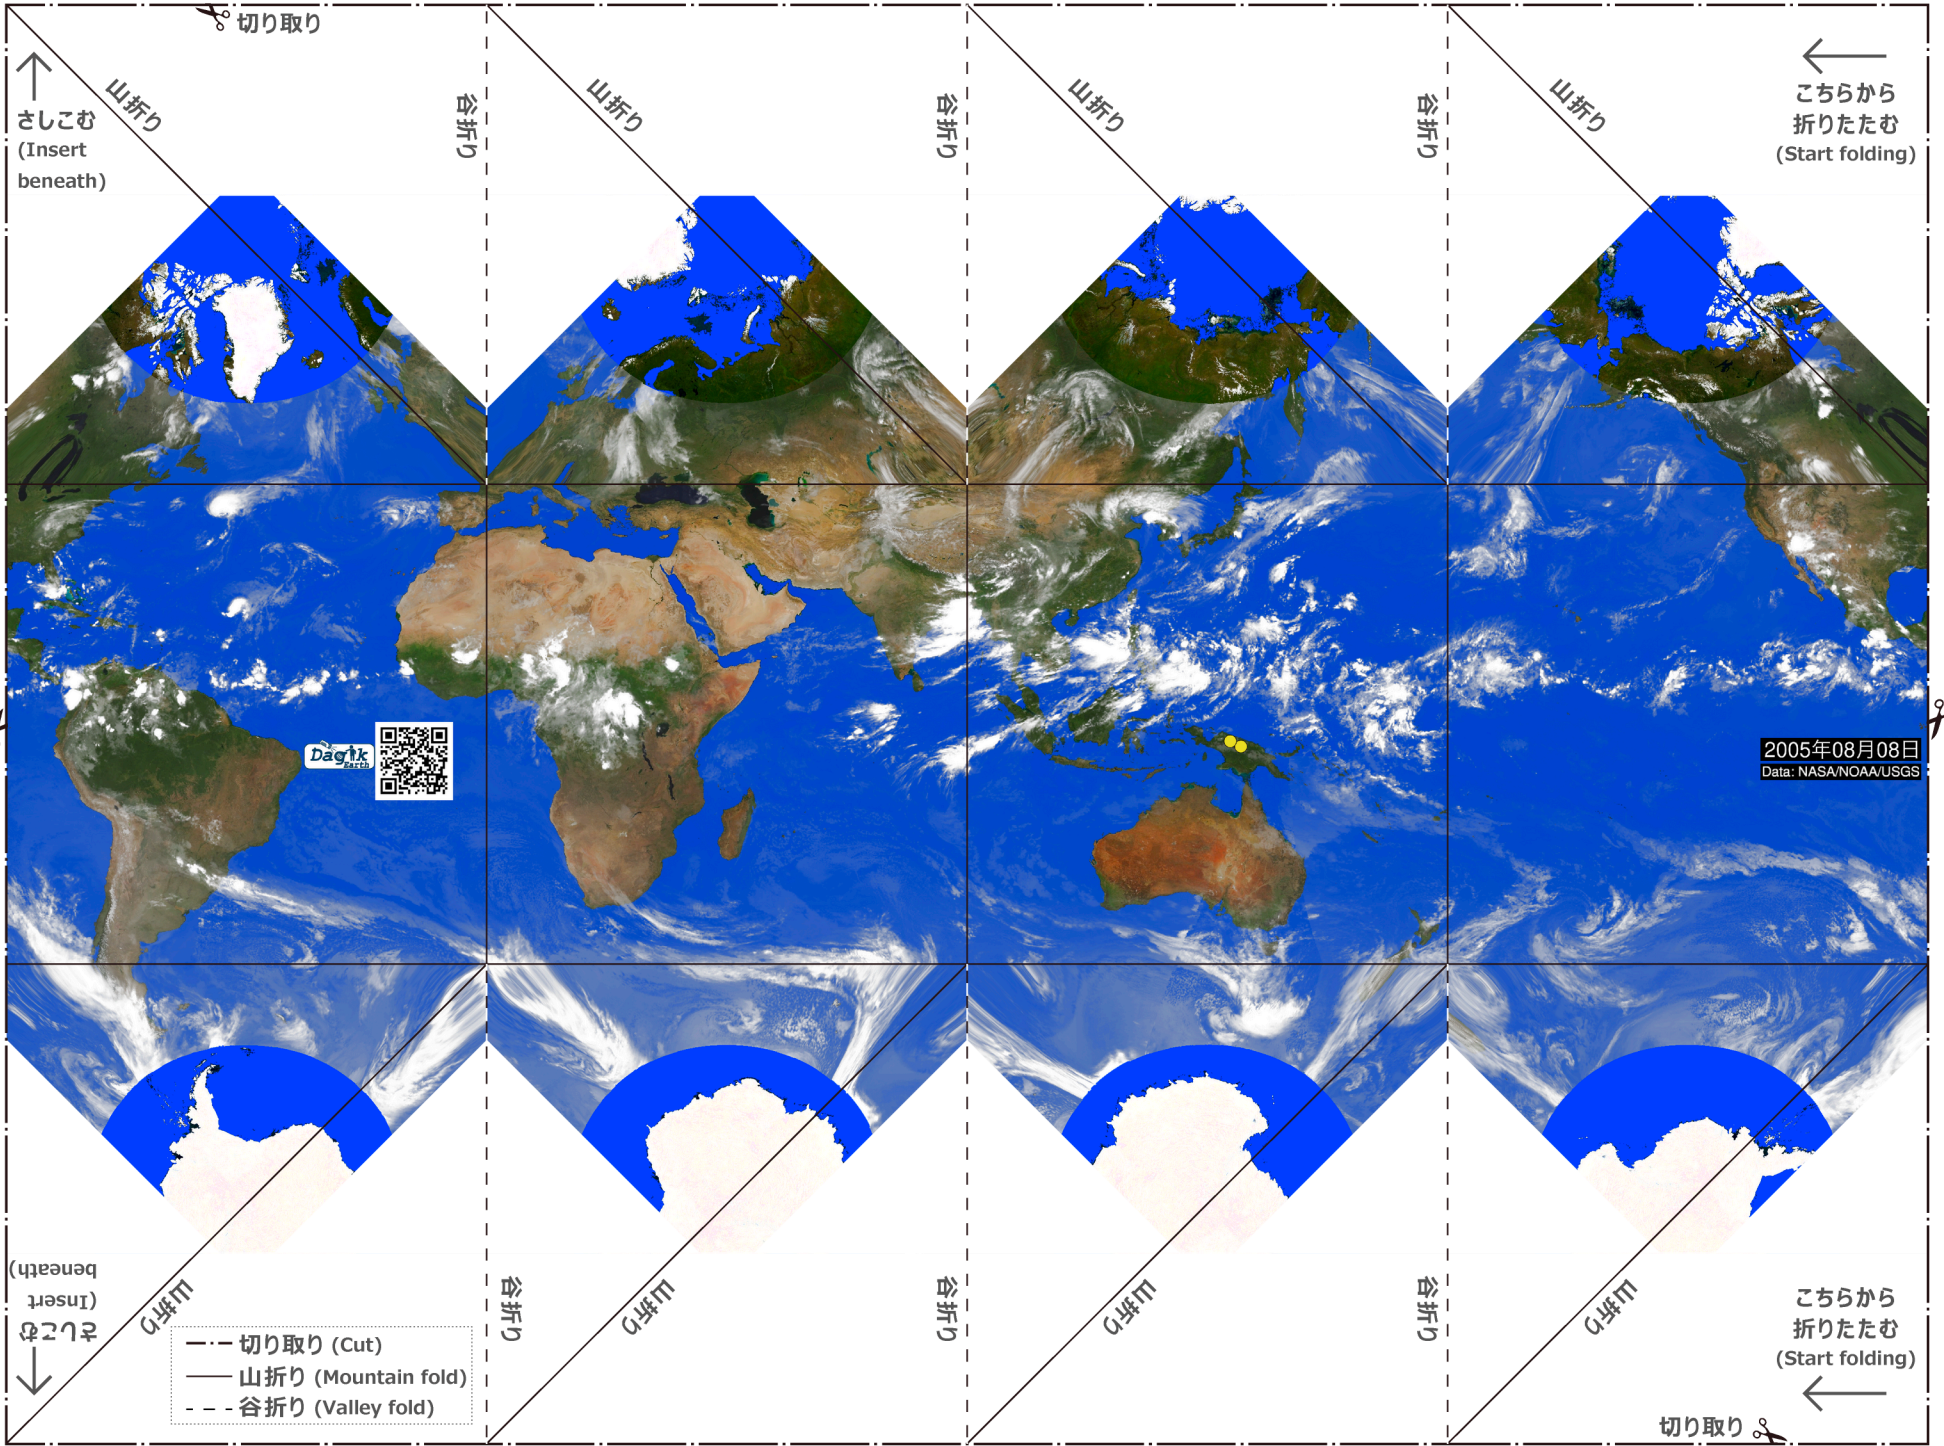 切り取り
山折り
谷折り
山折り
谷折り
山折り
谷折り
山折り
さしこむ
(Insert
beneath)
こちらから
折りたたむ
(Start folding)
Dagik
Earth
2005年08月08日
Data: NASA/NOAA/USGS
さしこむ
(Insert
beneath)
山折り
谷折り
山折り
谷折り
山折り
谷折り
山折り
こちらから
折りたたむ
(Start folding)
切り取り (Cut)
山折り (Mountain fold)
谷折り (Valley fold)
切り取り